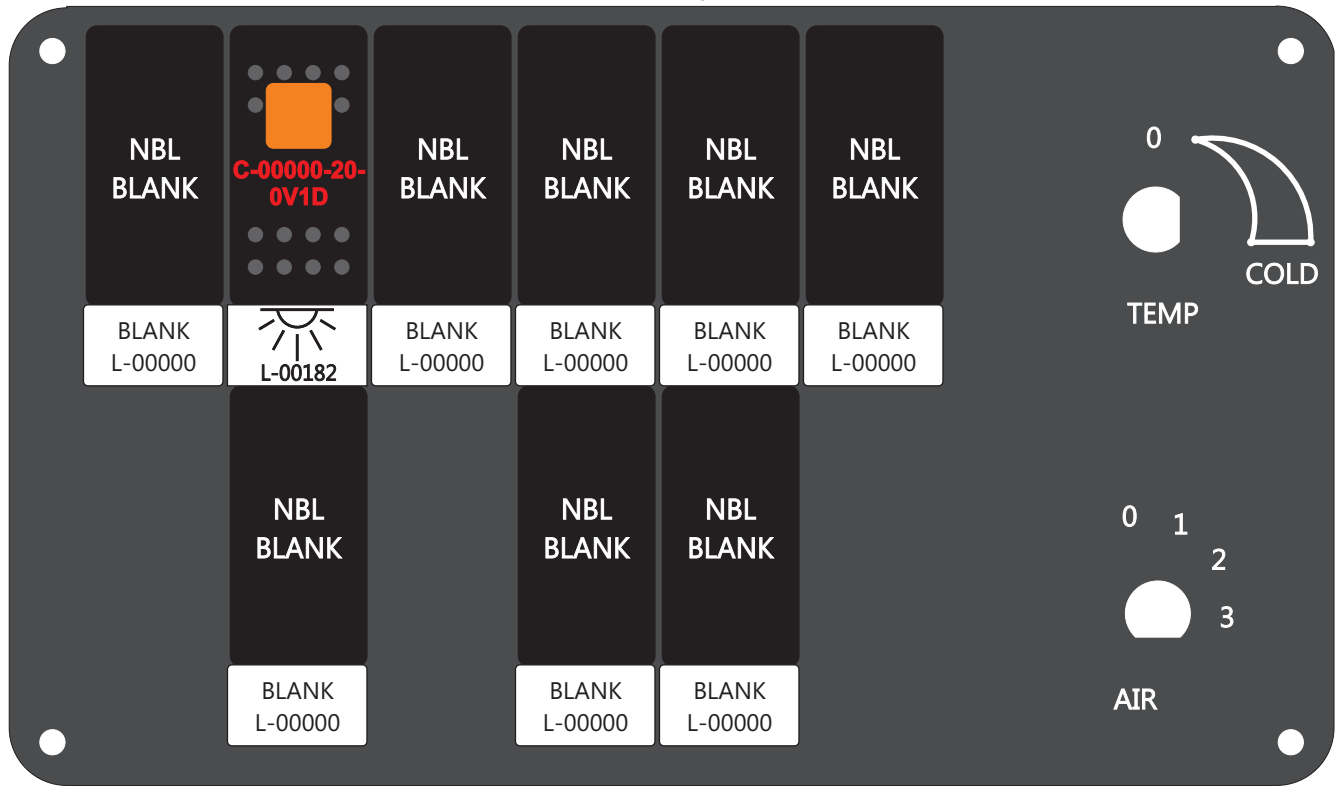 NBL
BLANK
C-00000-20-
0V1D
NBL
BLANK
NBL
BLANK
NBL
BLANK
NBL
BLANK
BLANK
L-00000
L-00182
BLANK
L-00000
BLANK
L-00000
BLANK
L-00000
BLANK
L-00000
0
COLD
TEMP
NBL
BLANK
NBL
BLANK
NBL
BLANK
BLANK
L-00000
BLANK
L-00000
BLANK
L-00000
0
1
2
3
AIR